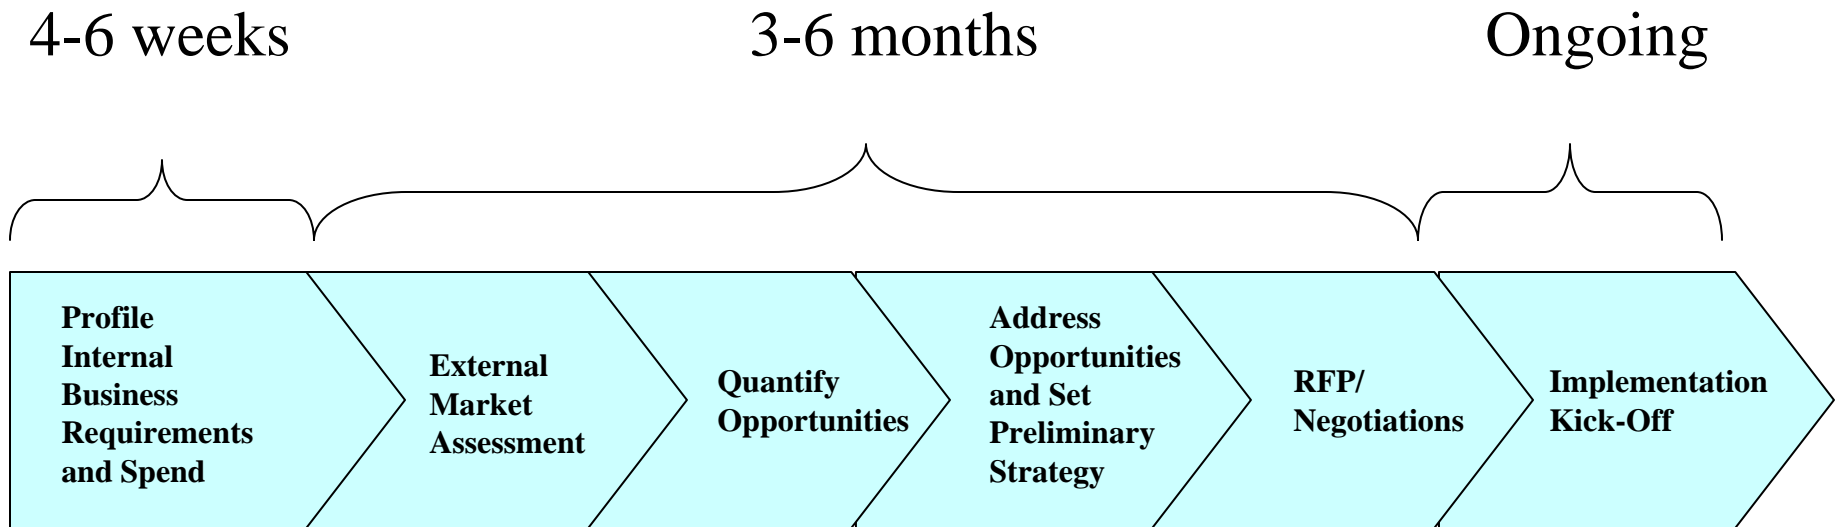 4-6 weeks
3-6 months
Ongoing
Profile
Internal
Business
Requirements
and Spend
External
Market
Assessment
Quantify
Opportunities
Address
Opportunities
and Set
Preliminary
Strategy
RFP/
Negotiations
Implementation
Kick-Off